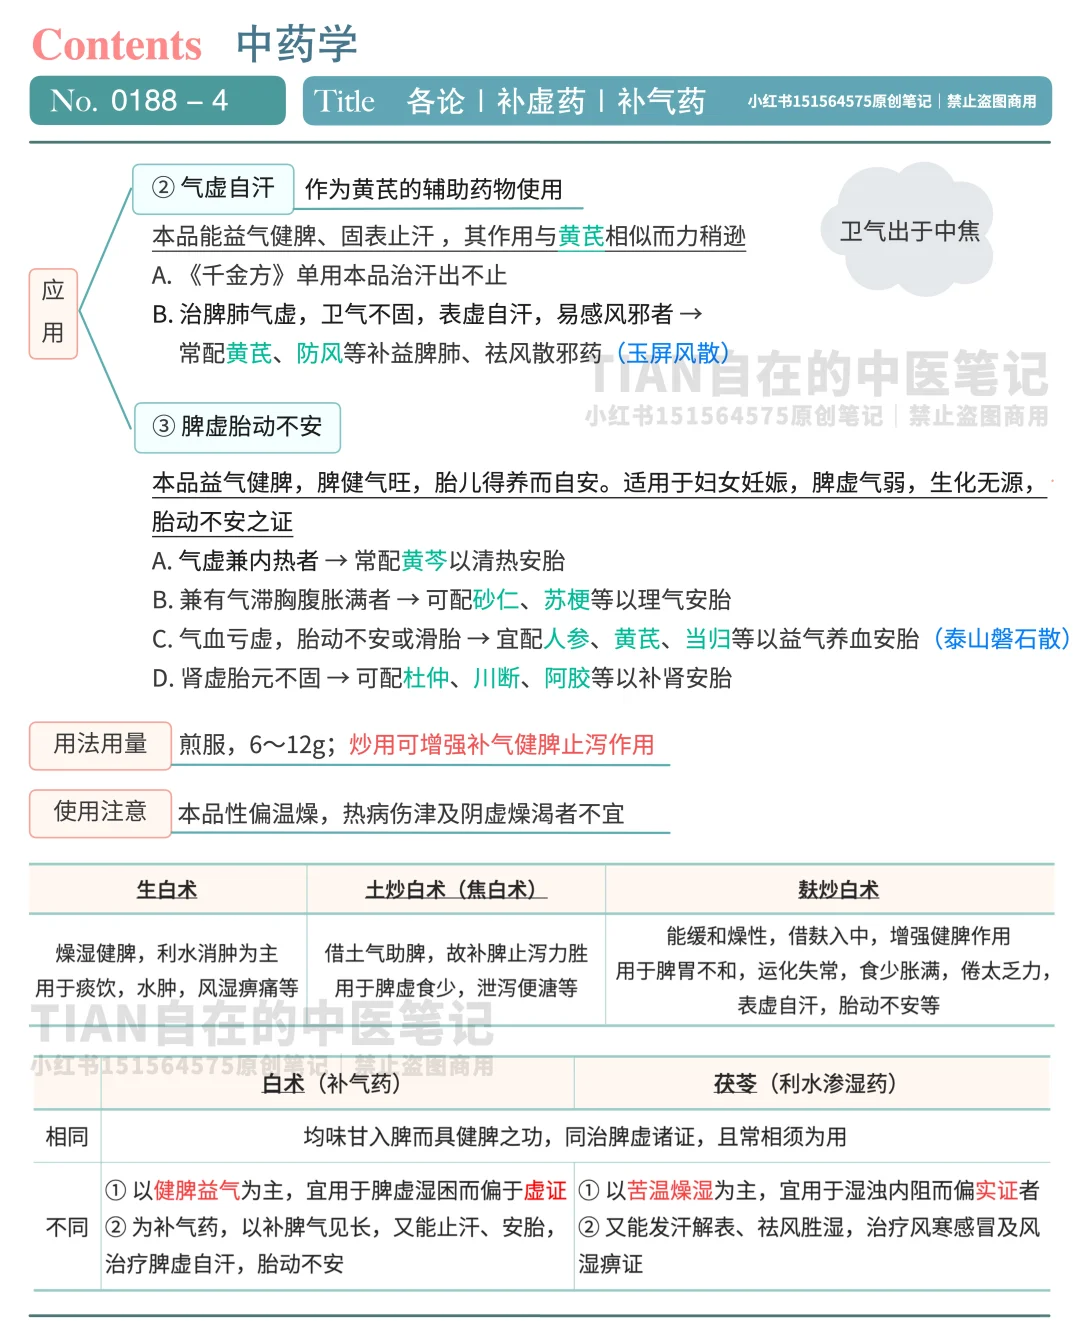 Contents 中药学
No. 0188 – 4
Title 各论丨补虚药丨补气药 小红书151564575原创笔记｜禁止盗图商用
② 气虚自汗 作为黄芪的辅助药物使用
卫气出于中焦
本品能益气健脾、固表止汗，其作用与黄芪相似而力稍逊
A. 《千金方》单用本品治汗出不止
应用
B. 治脾肺气虚，卫气不固，表虚自汗，易感风邪者 →
常配黄芪、防风等补益脾肺、祛风散邪药（玉屏风散）
TIAN自在的中医笔记
小红书151564575原创笔记｜禁止盗图商用
③ 脾虚胎动不安
本品益气健脾，脾健气旺，胎儿得养而自安。适用于妇女妊娠，脾虚气弱，生化无源，
胎动不安之证
A. 气虚兼内热者 → 常配黄芩以清热安胎
B. 兼有气滞胸腹胀满者 → 可配砂仁、苏梗等以理气安胎
C. 气血亏虚，胎动不安或滑胎 → 宜配人参、黄芪、当归等以益气养血安胎（泰山磐石散）
D. 肾虚胎元不固 → 可配杜仲、川断、阿胶等以补肾安胎
用法用量 煎服，6～12g；炒用可增强补气健脾止泻作用
使用注意 本品性偏温燥，热病伤津及阴虚燥渴者不宜
生白术 土炒白术（焦白术） 麸炒白术
燥湿健脾，利水消肿为主
用于痰饮，水肿，风湿痹痛等
借土气助脾，故补脾止泻力胜
用于脾虚食少，泄泻便溏等
能缓和燥性，借麸入中，增强健脾作用
用于脾胃不和，运化失常，食少胀满，倦太乏力，
表虚自汗，胎动不安等
TIAN自在的中医笔记
小红书151564575原创笔记｜禁止盗图商用
白术（补气药） 茯苓（利水渗湿药）
相同 均味甘入脾而具健脾之功，同治脾虚诸证，且常相须为用
不同
① 以健脾益气为主，宜用于脾虚湿困而偏于虚证
② 为补气药，以补脾气见长，又能止汗、安胎，
治疗脾虚自汗，胎动不安
① 以苦温燥湿为主，宜用于湿浊内阻而偏实证者
② 又能发汗解表、祛风胜湿，治疗风寒感冒及风
湿痹证